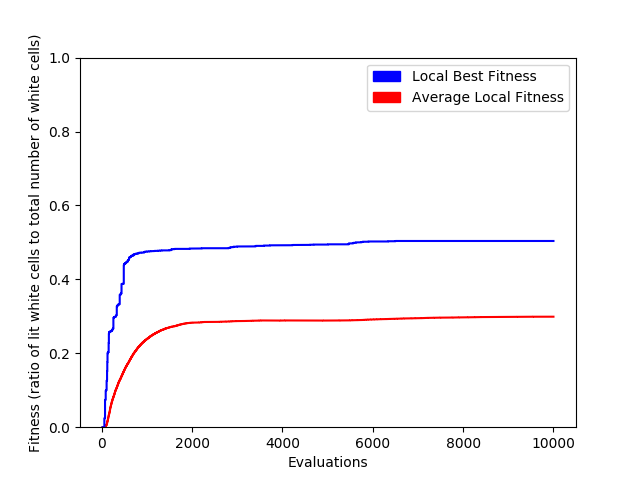 Fitness (ratio of lit white cells to total number of white cells)
1.0
0.8
0.6
0.4
0.2
0.0
Local Best Fitness
Average Local Fitness
0 2000 4000 6000 8000 10000
Evaluations